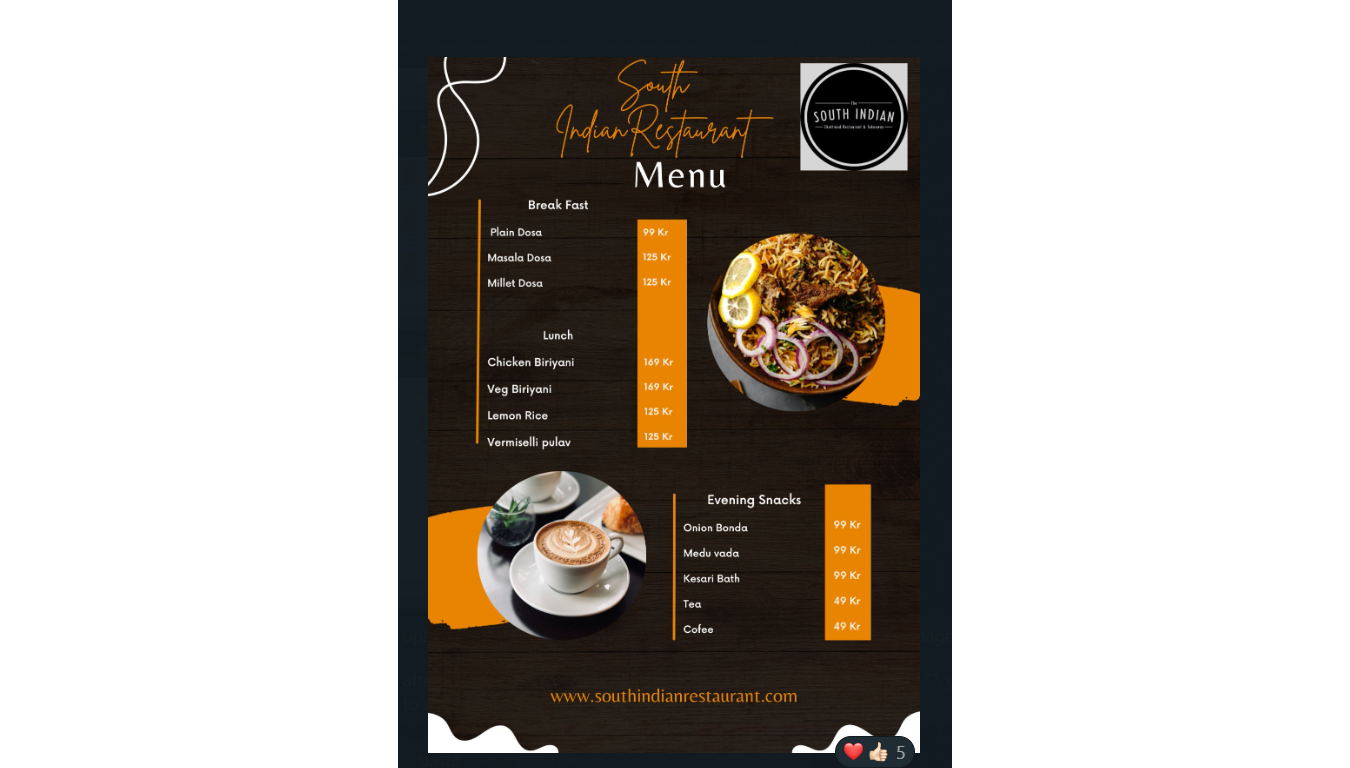 South
Indian Restaurant
Menu
The
SOUTH INDIAN
Break Fast
Plain Dosa 99 Kr
Masala Dosa 125 Kr
Millet Dosa 125 Kr
Lunch
Chicken Biriyani 169 Kr
Veg Biriyani 169 Kr
Lemon Rice 125 Kr
Vermiselli pulav 125 Kr
Evening Snacks
Onion Bonda 99 Kr
Medu vada 99 Kr
Kesari Bath 99 Kr
Tea 49 Kr
Cofee 49 Kr
www.southindianrestaurant.com
5